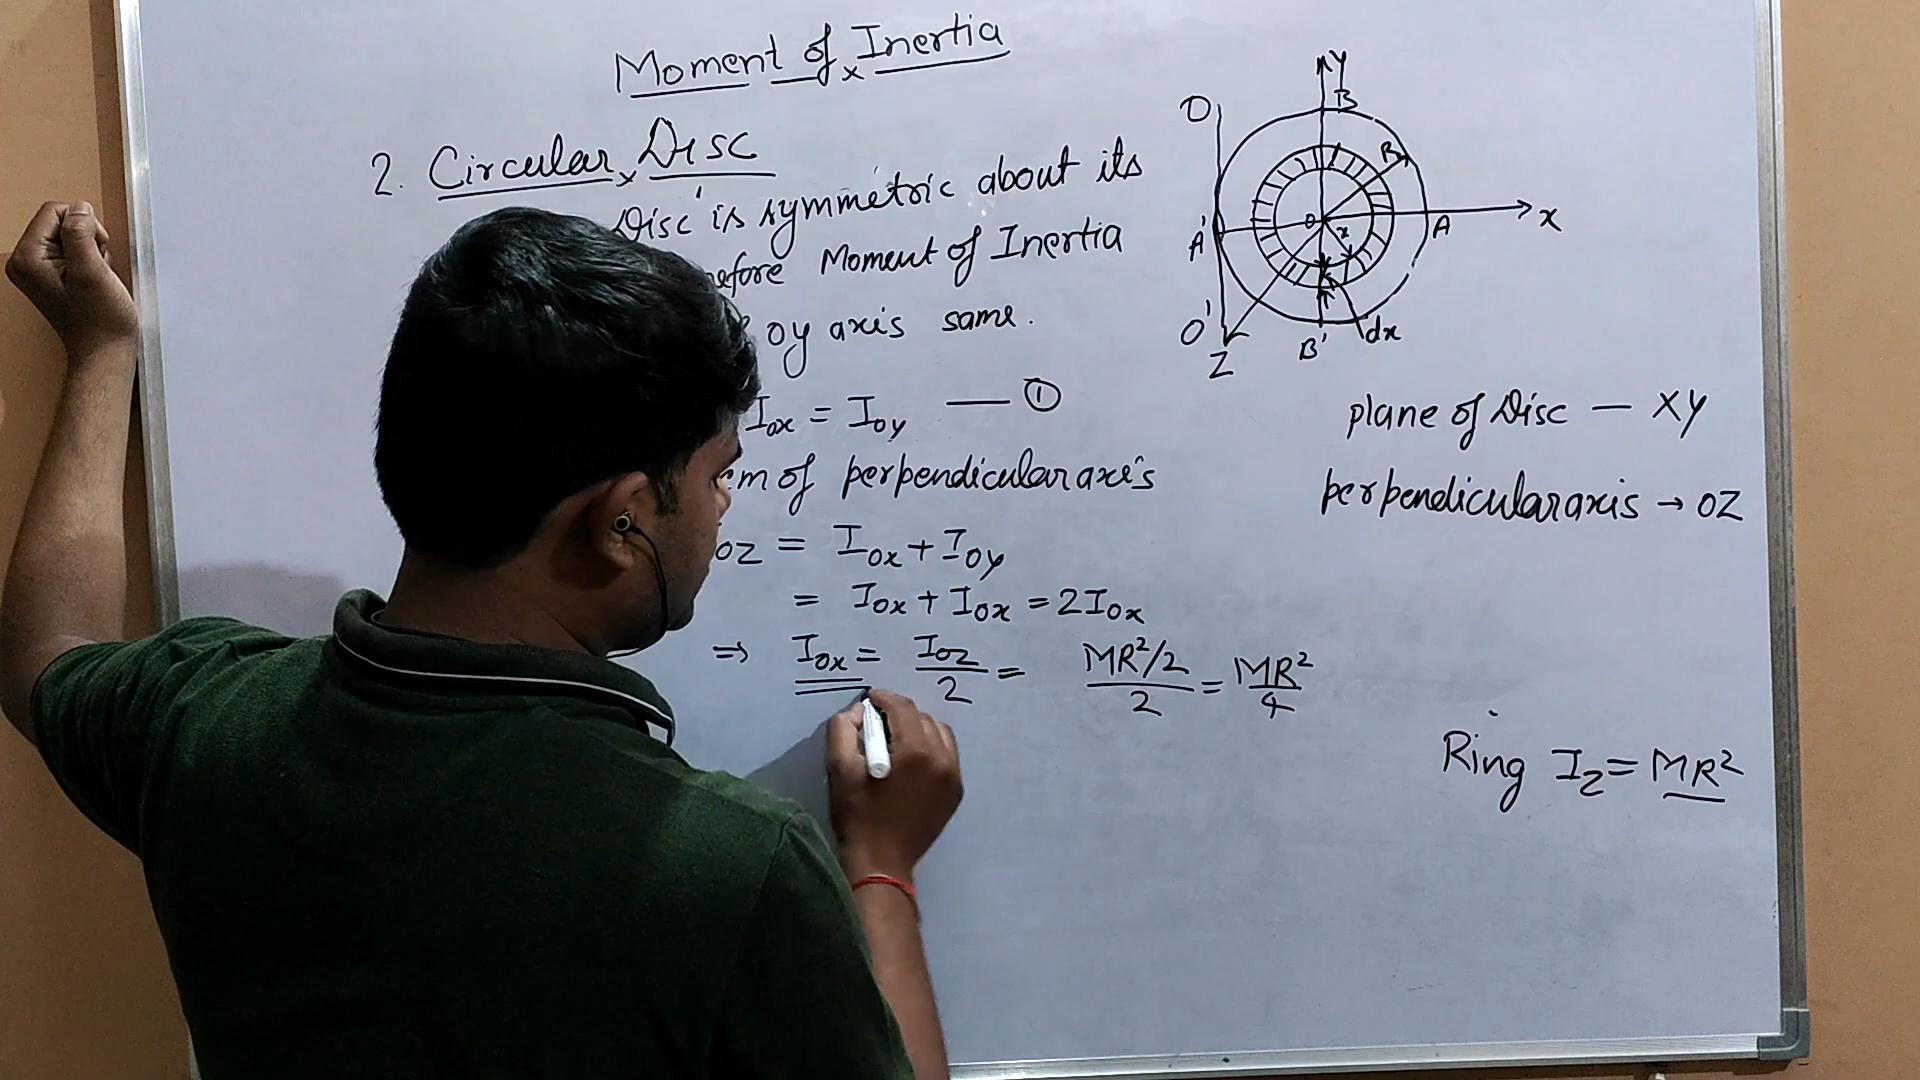 Moment of Inertia
2. Circular Disc
Disc is symmetric about its
Moment of Inertia
oy axis same.
Iox = Ioy — ①
of perpendicular axis
oz = Iox + Ioy
= Iox + Iox = 2Iox
⇒ Iox = Ioz/2 = MR²/2/2 = MR²/4
Y
B
O
R
A'
O
x
A
X
O'
Z
B'
dx
plane of Disc — XY
perpendicular axis → OZ
Ring Iz = MR²